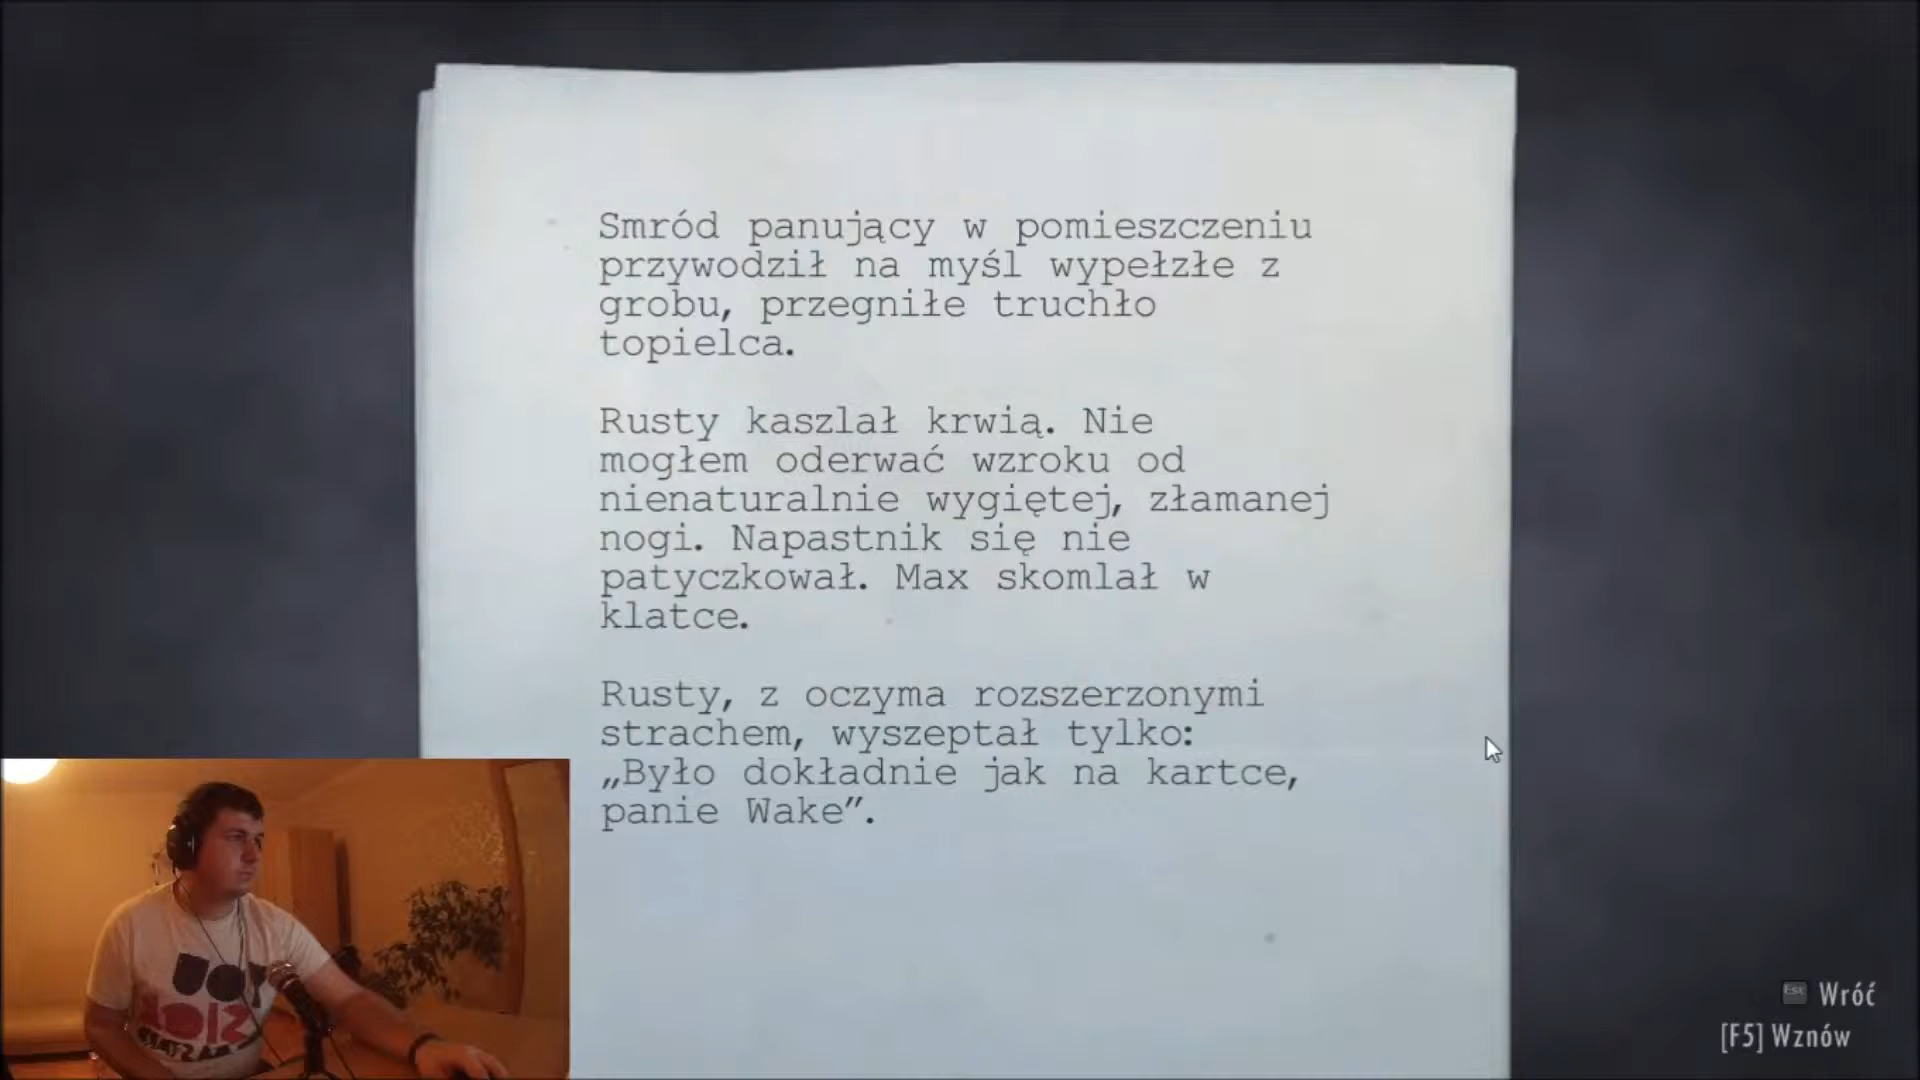 Smród panujący w pomieszczeniu
przywodził na myśl wypełzłe z
grobu, przegniłe truchło
topielca.
Rusty kaszlał krwią. Nie
mogłem oderwać wzroku od
nienaturalnie wygiętej, złamanej
nogi. Napastnik się nie
patyczkował. Max skomlał w
klatce.
Rusty, z oczyma rozszerzonymi
strachem, wyszeptał tylko:
„Było dokładnie jak na kartce,
panie Wake”.
Esc Wróć
[F5] Wznów